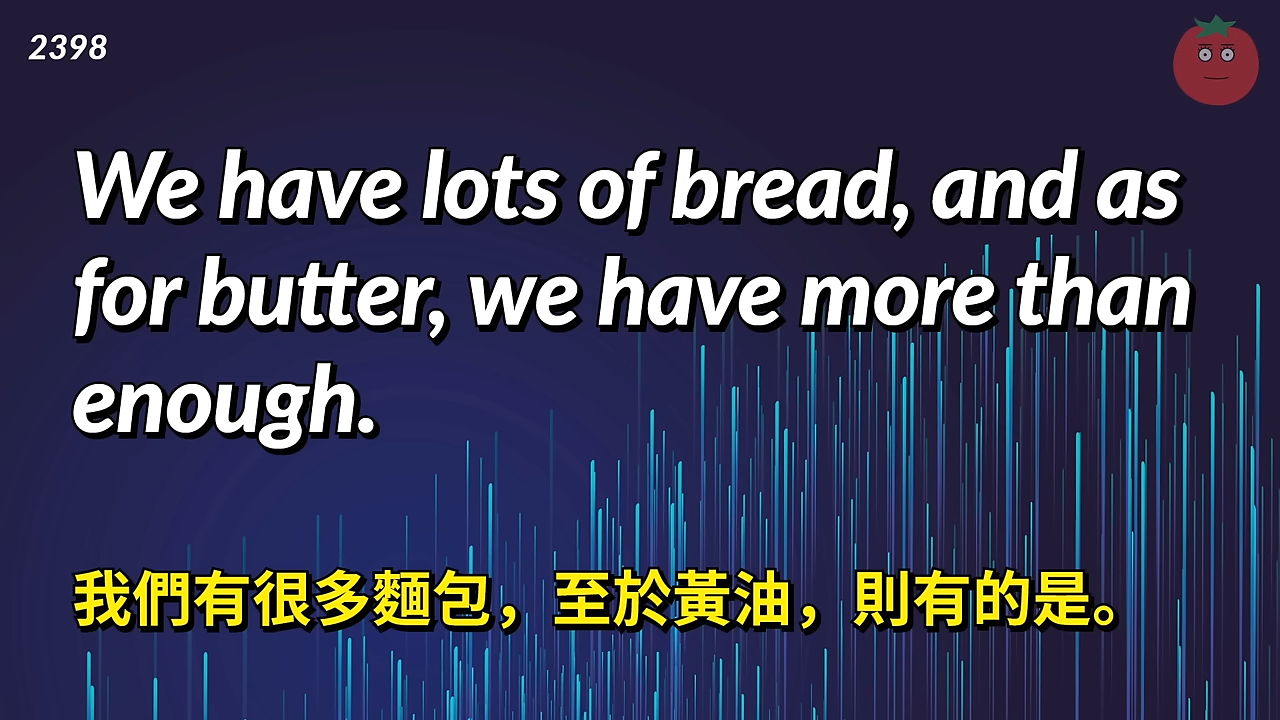 2398
We have lots of bread, and as
for butter, we have more than
enough.
我們有很多麵包，至於黃油，則有的是。